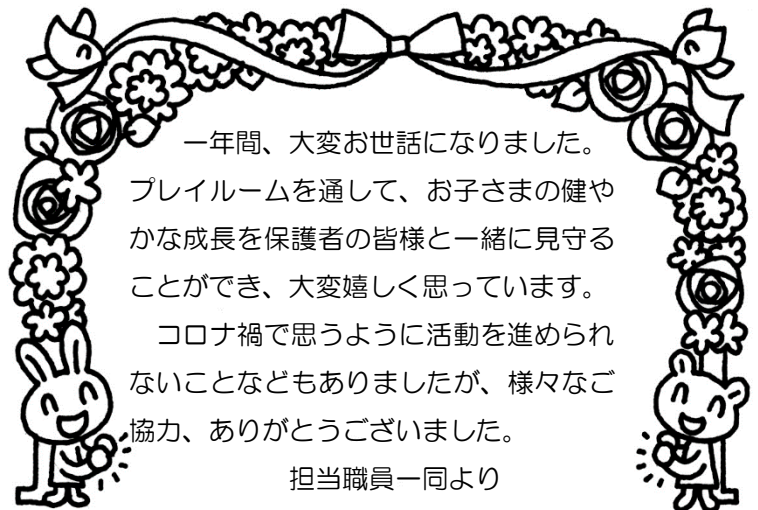 一年間、大変お世話になりました。
プレイルームを通して、お子さまの健や
かな成長を保護者の皆様と一緒に見守る
ことができ、大変嬉しく思っています。
コロナ禍で思うように活動を進められ
ないことなどもありましたが、様々なご
協力、ありがとうございました。
担当職員一同より